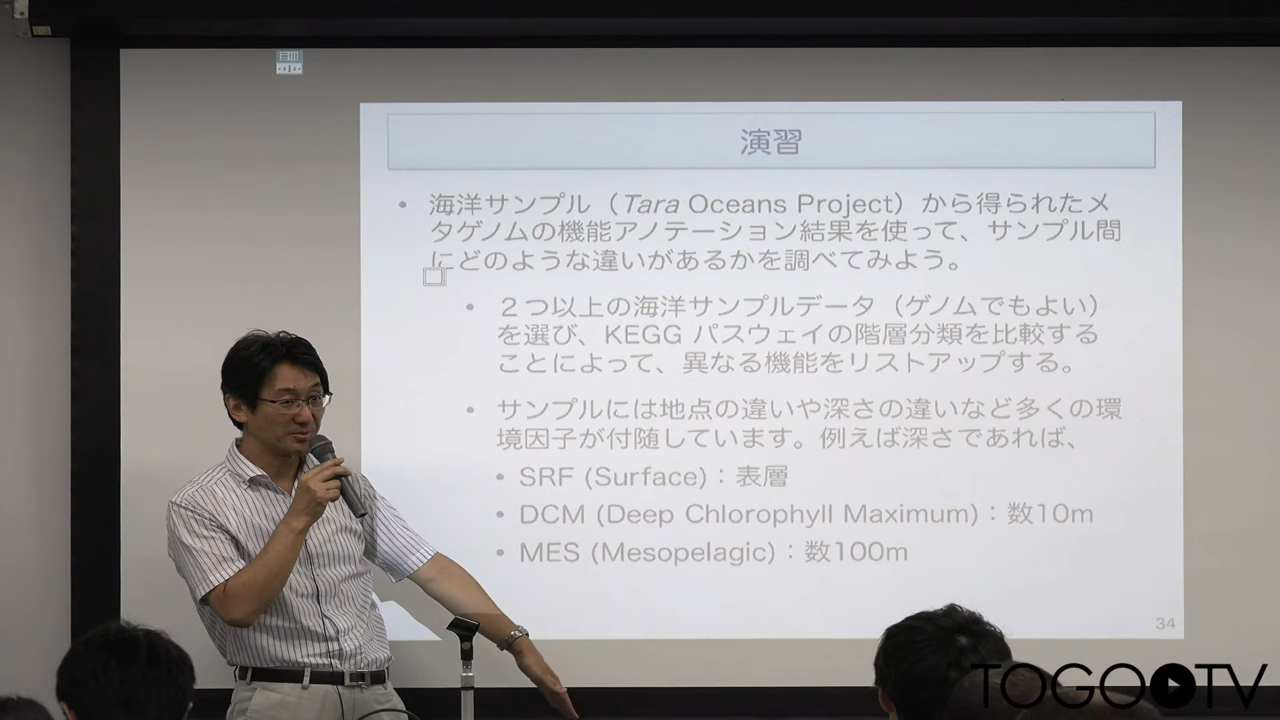 演習
• 海洋サンプル（Tara Oceans Project）から得られたメ
タゲノムの機能アノテーション結果を使って、サンプル間
にどのような違いがあるかを調べてみよう。
• ２つ以上の海洋サンプルデータ（ゲノムでもよい）
を選び、KEGG パスウェイの階層分類を比較する
ことによって、異なる機能をリストアップする。
• サンプルには地点の違いや深さの違いなど多くの環
境因子が付随しています。例えば深さであれば、
• SRF (Surface)：表層
• DCM (Deep Chlorophyll Maximum)：数10m
• MES (Mesopelagic)：数100m
34
TOGOTV